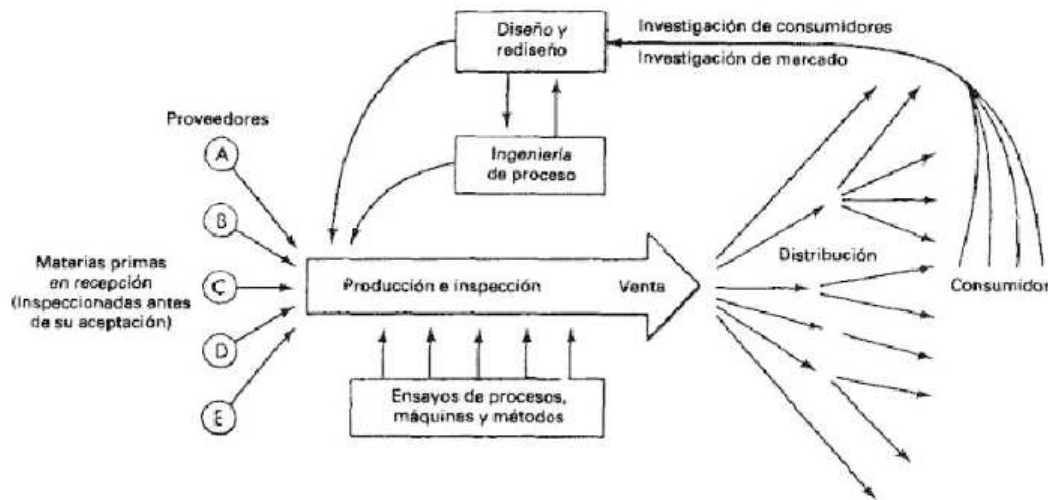 Diseño y
rediseño
Investigación de consumidores
Investigación de mercado
Proveedores
A
Ingeniería
de proceso
B
Materias primas
en recepción
(Inspeccionadas antes
de su aceptación)
C
Producción e inspección
Venta
Distribución
Consumidor
D
E
Ensayos de procesos,
máquinas y métodos